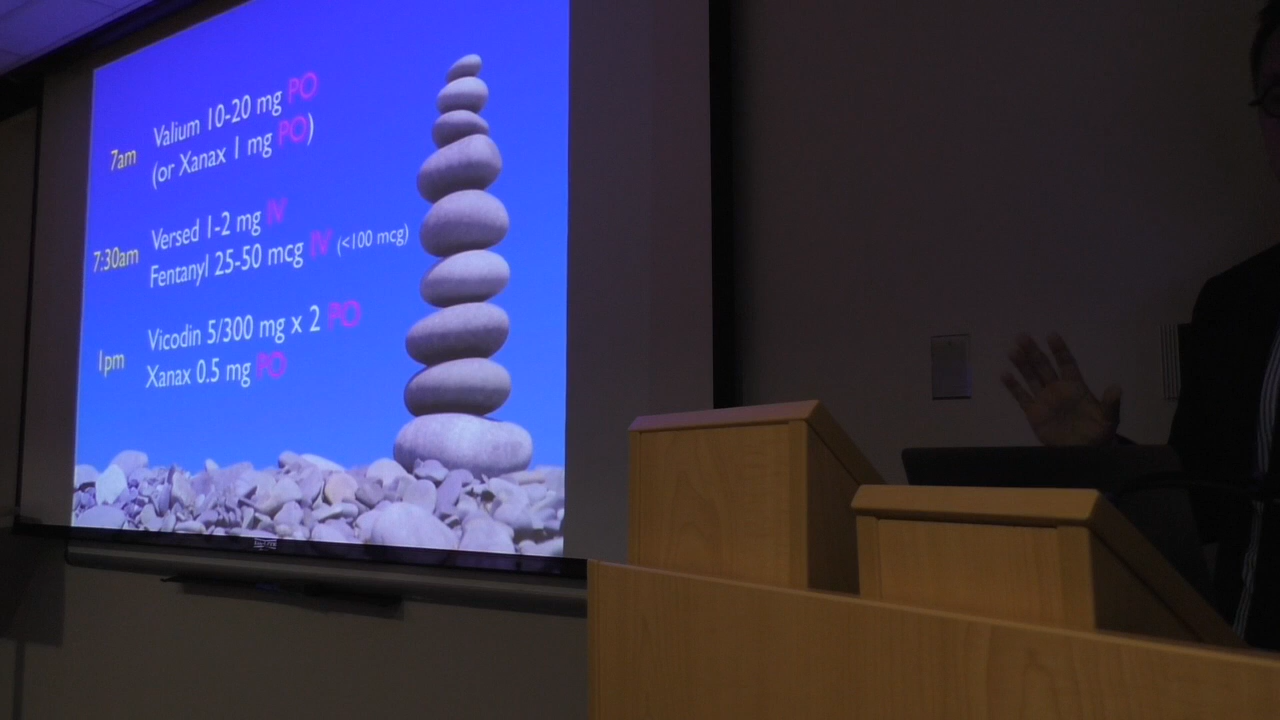 7am
Valium 10-20 mg PO
(or Xanax 1 mg PO)
7:30am
Versed 1-2 mg IV
Fentanyl 25-50 mcg IV (<100 mcg)
1pm
Vicodin 5/300 mg x 2 PO
Xanax 0.5 mg PO